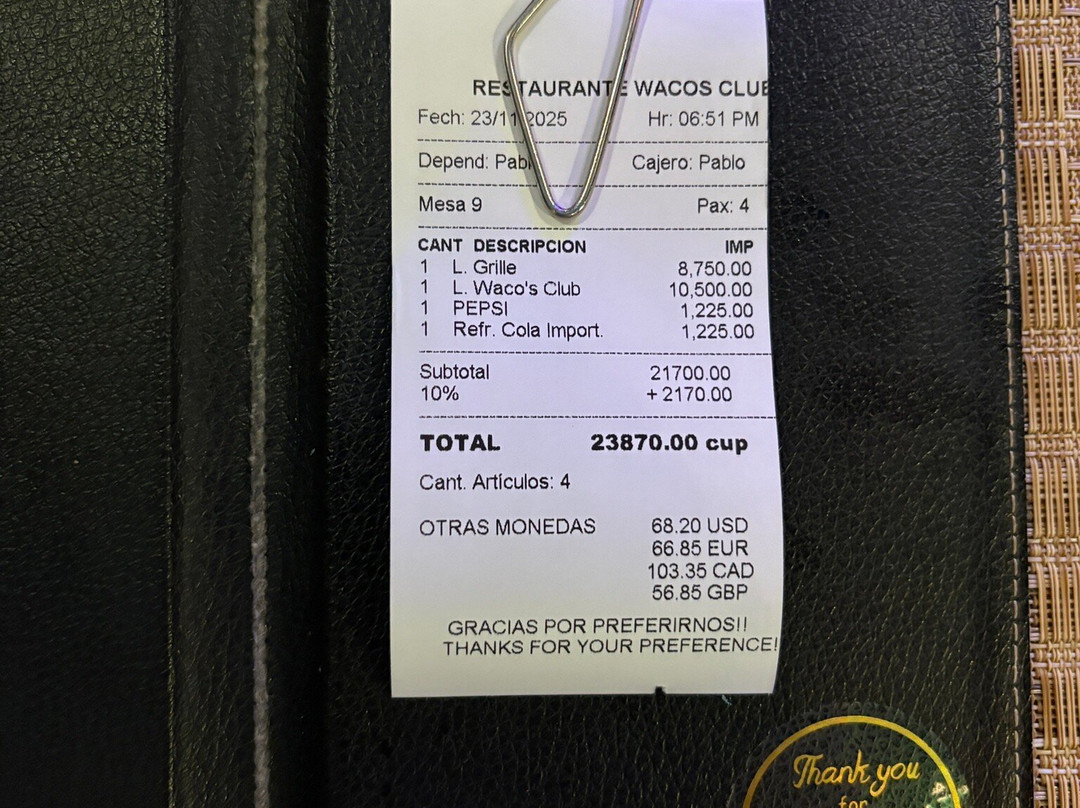 RESTAURANTE WACOS CLUB
Fech: 23/11/2025 Hr: 06:51 PM
Depend: Pablo Cajero: Pablo
Mesa 9 Pax: 4
CANT DESCRIPCION IMP
1 L. Grille 8,750.00
1 L. Waco's Club 10,500.00
1 PEPSI 1,225.00
1 Refr. Cola Import. 1,225.00
Subtotal 21700.00
10% + 2170.00
TOTAL 23870.00 cup
Cant. Artículos: 4
OTRAS MONEDAS 68.20 USD
66.85 EUR
103.35 CAD
56.85 GBP
GRACIAS POR PREFERIRNOS!!
THANKS FOR YOUR PREFERENCE!
Thank you
for